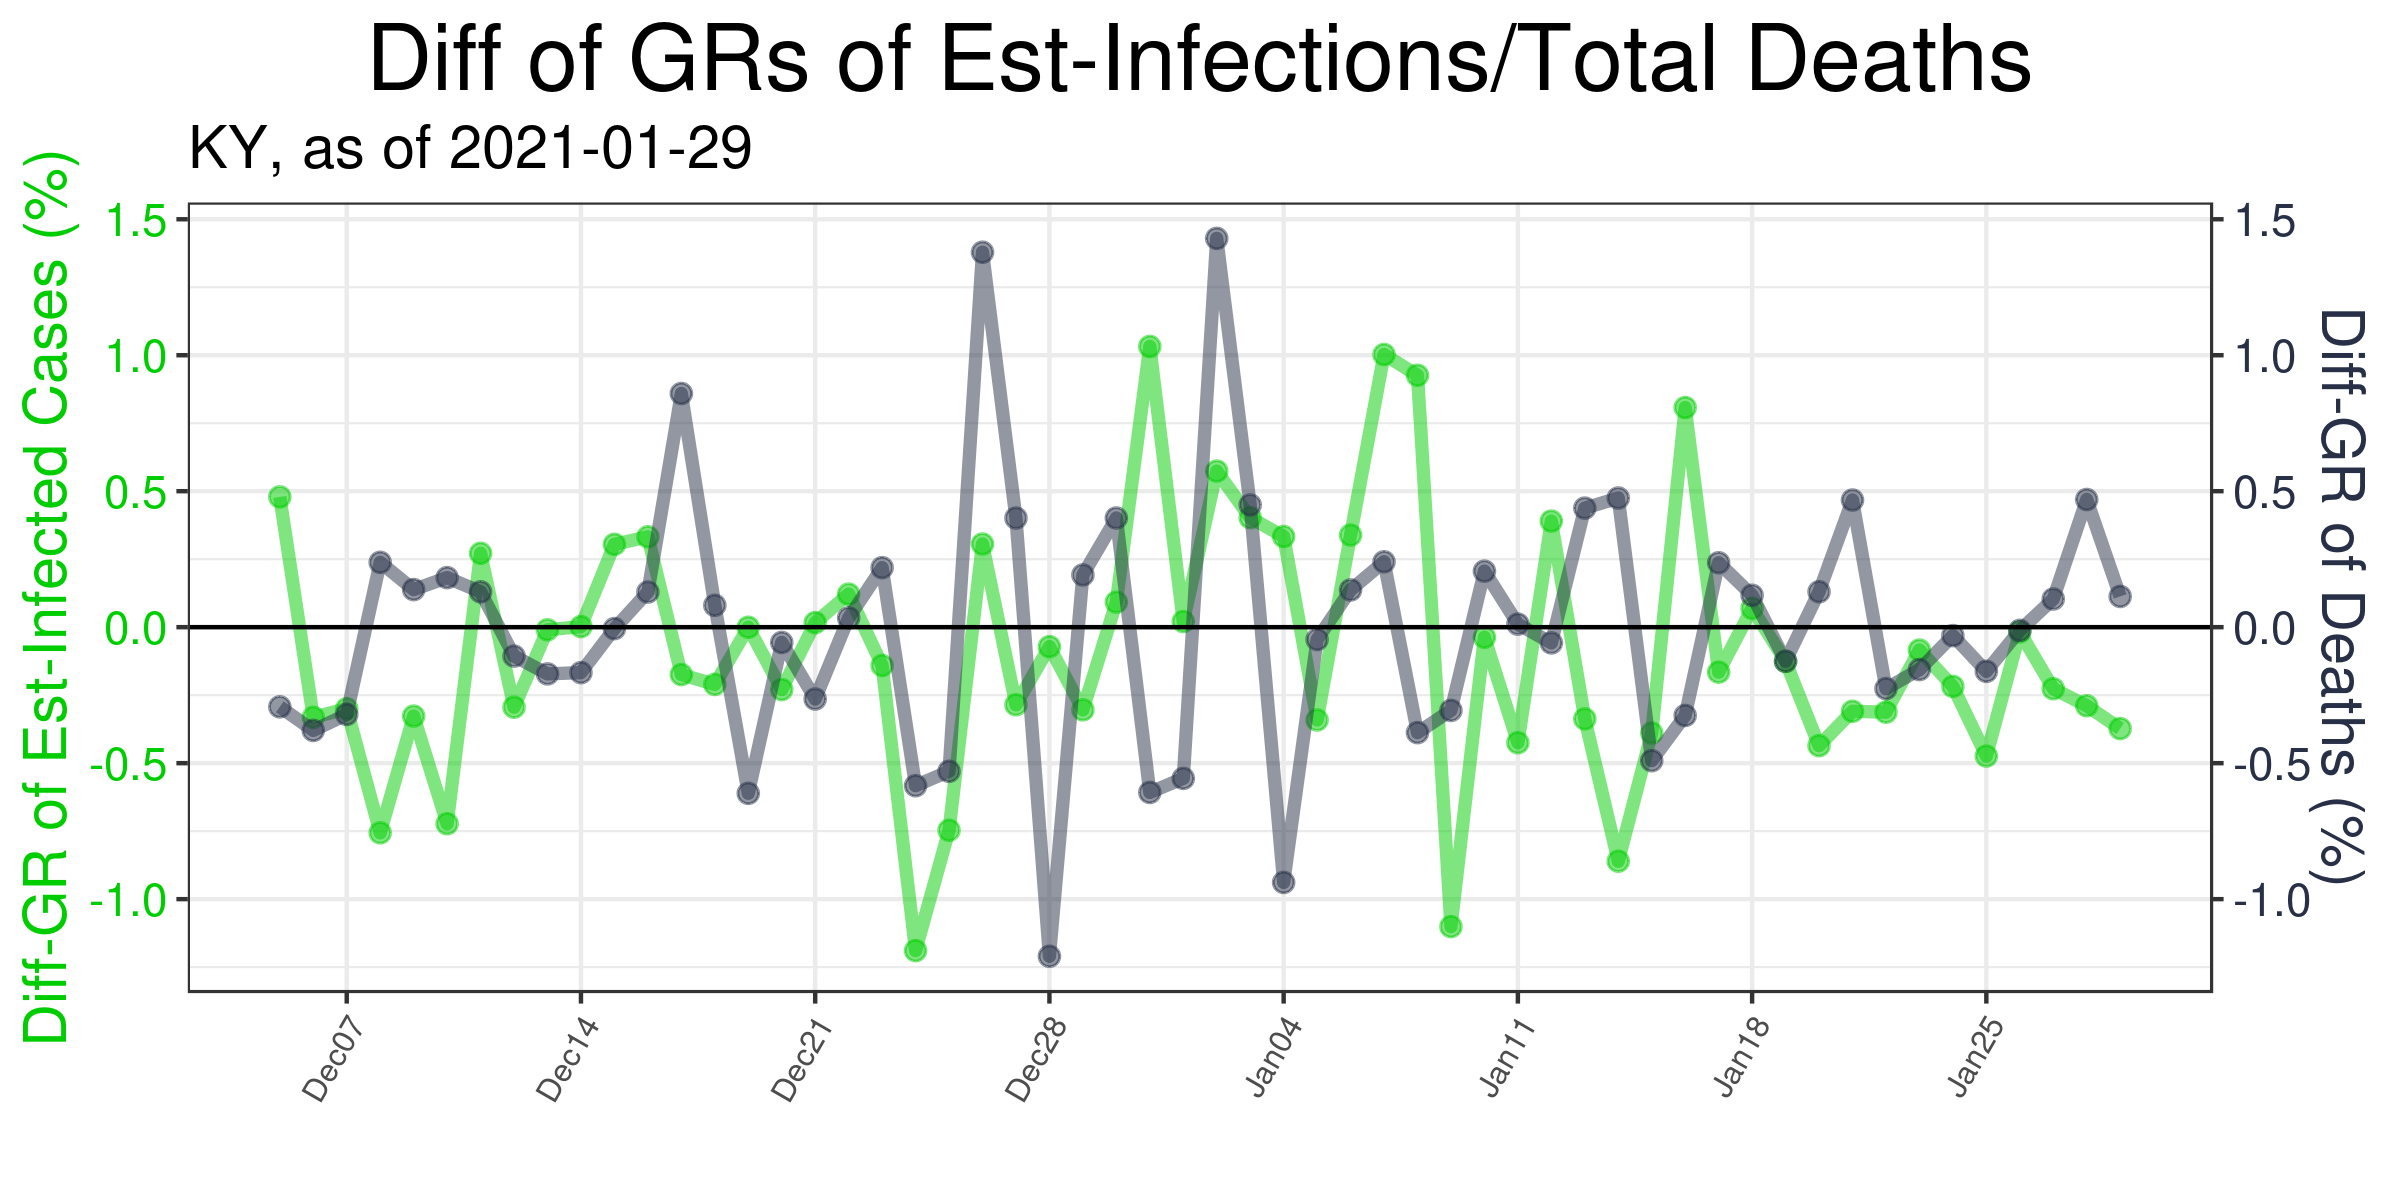 Diff of GRs of Est-Infections/Total Deaths
KY, as of 2021-01-29
Diff-GR of Est-Infected Cases (%)
1.5
1.0
0.5
0.0
-0.5
-1.0
1.5
1.0
0.5
0.0
-0.5
-1.0
Diff-GR of Deaths (%)
Dec07
Dec14
Dec21
Dec28
Jan04
Jan11
Jan18
Jan25